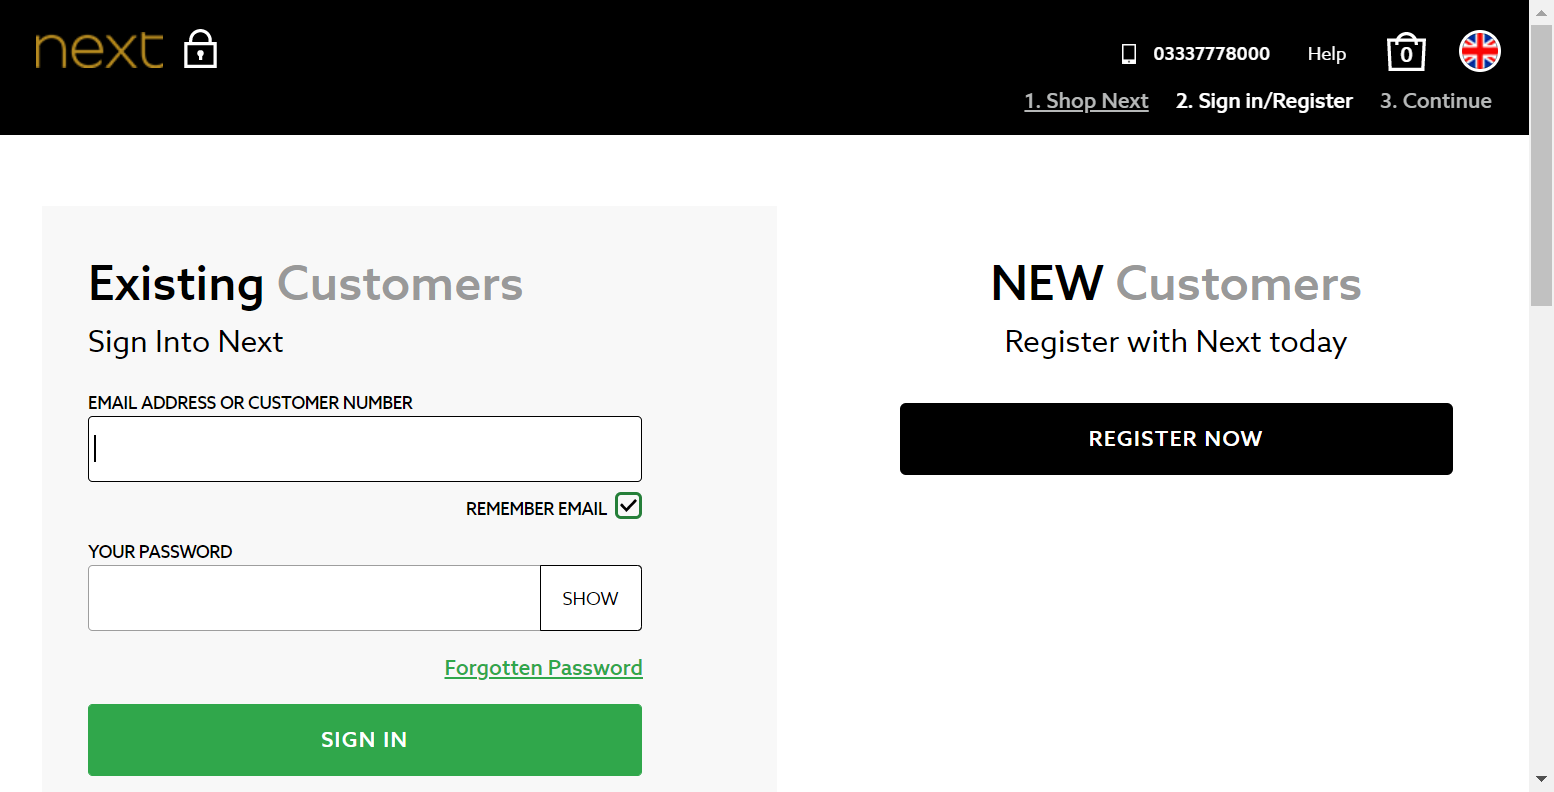 next
03337778000 Help 0
1. Shop Next 2. Sign in/Register 3. Continue
Existing Customers
Sign Into Next
EMAIL ADDRESS OR CUSTOMER NUMBER
REMEMBER EMAIL
YOUR PASSWORD
SHOW
Forgotten Password
SIGN IN
NEW Customers
Register with Next today
REGISTER NOW